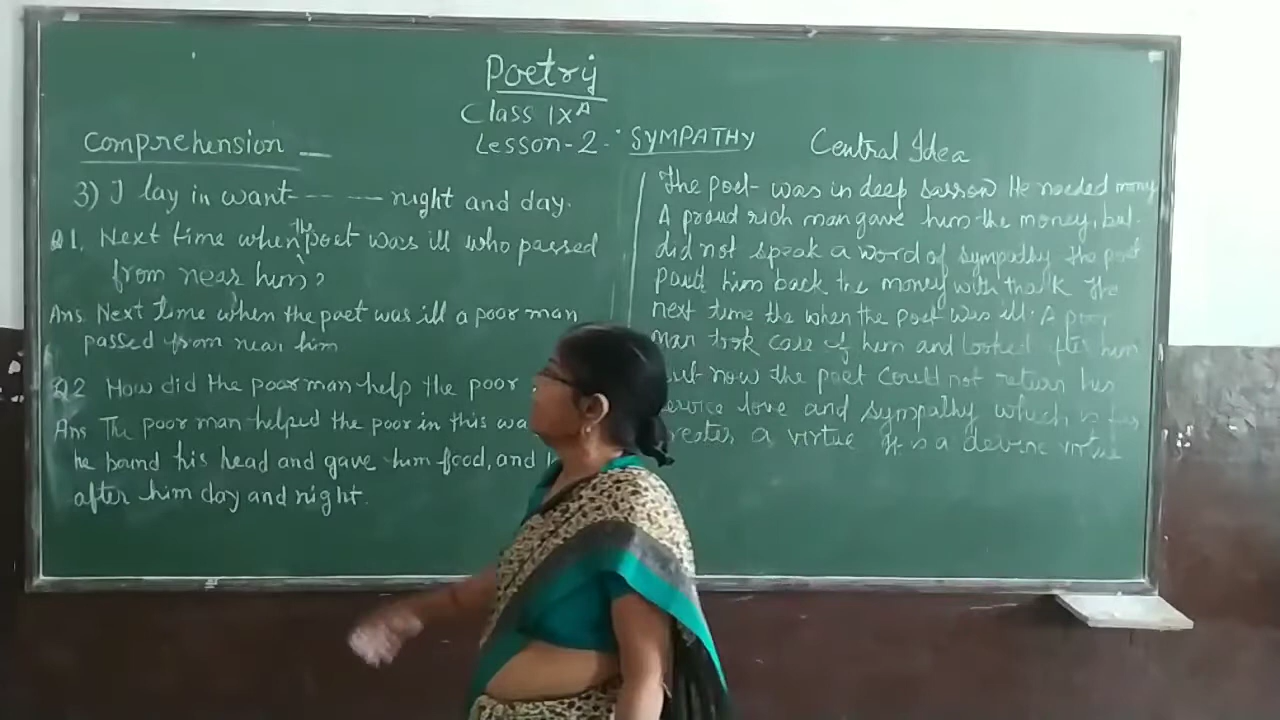 Poetry
Class IX A
Lesson-2. SYMPATHY
Comprehension
3) I lay in want- — — night and day.
Q1. Next time when the poet was ill who passed
from near him?
Ans. Next time when the poet was ill a poor man
passed from near him
Q2 How did the poor man help the poor
Ans The poor man helped the poor in this
he bound his head and gave him food, and
after him day and night.
Central Idea
The poet was in deep sarrow He needed money
A proud rich man gave him the money, but
did not speak a word of sympathy the poet
paid him back the money with thank The
next time the when the poet was ill. A poor
man took case of him and looked after him
but now the poet could not return his
service love and sympathy which is far
greater a virtue It is a devine virtue